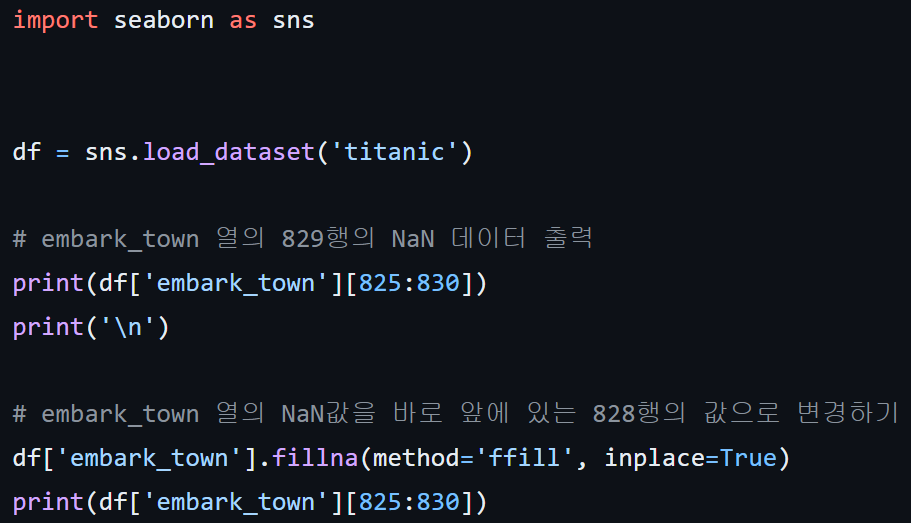 import seaborn as sns
df = sns.load_dataset('titanic')
# embark_town 열의 829행의 NaN 데이터 출력
print(df['embark_town'][825:830])
print('\n')
# embark_town 열의 NaN값을 바로 앞에 있는 828행의 값으로 변경하기
df['embark_town'].fillna(method='ffill', inplace=True)
print(df['embark_town'][825:830])